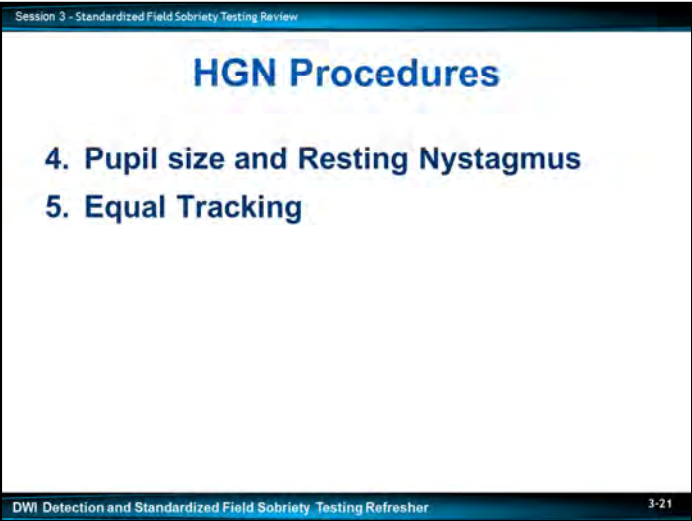 Session 3 - Standardized Field Sobriety Testing Review
HGN Procedures
4. Pupil size and Resting Nystagmus
5. Equal Tracking
DWI Detection and Standardized Field Sobriety Testing Refresher
3-21